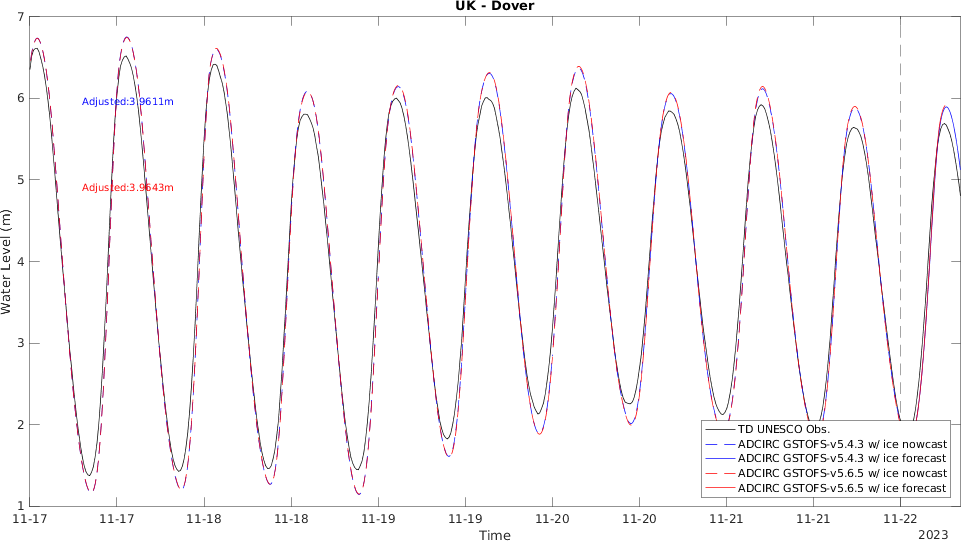 UK - Dover
7
6
5
4
3
2
1
Water Level (m)
Adjusted:3.9611m
Adjusted:3.9643m
TD UNESCO Obs.
ADCIRC GSTOFS-v5.4.3 w/ ice nowcast
ADCIRC GSTOFS-v5.4.3 w/ ice forecast
ADCIRC GSTOFS-v5.6.5 w/ ice nowcast
ADCIRC GSTOFS-v5.6.5 w/ ice forecast
11-17 11-17 11-18 11-18 11-19 11-19 11-20 11-20 11-21 11-21 11-22
Time
2023